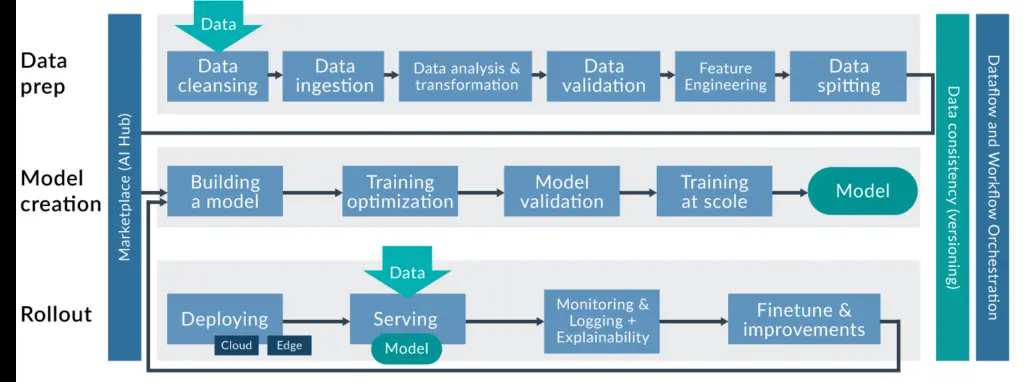 Data
Data
prep
Data
cleansing
Data
ingestion
Data analysis &
transformation
Data
validation
Feature
Engineering
Data
spitting
Marketplace (AI Hub)
Data consistency (versioning)
Dataflow and Workflow Orchestration
Model
creation
Building
a model
Training
optimization
Model
validation
Training
at scole
Model
Data
Rollout
Deploying
Cloud
Edge
Serving
Model
Monitoring &
Logging +
Explainability
Finetune &
improvements